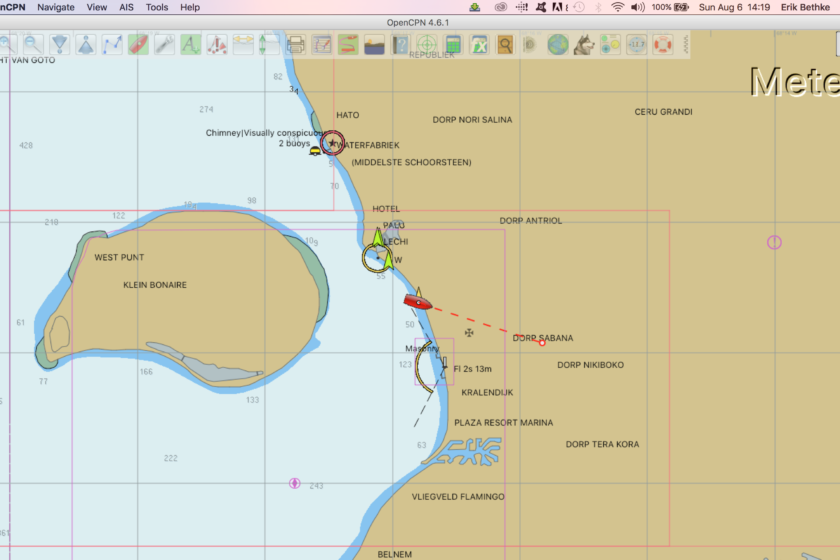 nCPN Navigate View AIS Tools Help 100% Sun Aug 6 14:19 Erik Bethke
OpenCPN 4.6.1
REPUBLIEK
HT VAN GOTO
Mete
82
3
4
274
HATO
CERU GRANDI
DORP NORI SALINA
Chimney|Visually conspicuou
2 buoys
WATERFABRIEK
428
(MIDDELSTE SCHOORSTEEN)
5
70
98
HOTEL
122
218
DORP ANTRIOL
PALU
LECHI
WEST PUNT
W
55
KLEIN BONAIRE
61
50
DORP SABANA
Masonry
123
DORP NIKIBOKO
Fl 2s 13m
166
77
KRALENDIJK
133
PLAZA RESORT MARINA
63
DORP TERA KORA
222
243
VLIEGVELD FLAMINGO
BELNEM